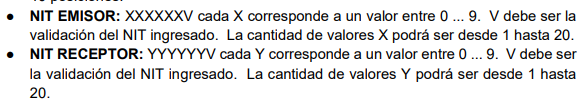 ● NIT EMISOR: XXXXXXV cada X corresponde a un valor entre 0 ... 9. V debe ser la
validación del NIT ingresado. La cantidad de valores X podrá ser desde 1 hasta 20.
● NIT RECEPTOR: YYYYYYV cada Y corresponde a un valor entre 0 ... 9. V debe ser
la validación del NIT ingresado. La cantidad de valores Y podrá ser desde 1 hasta
20.